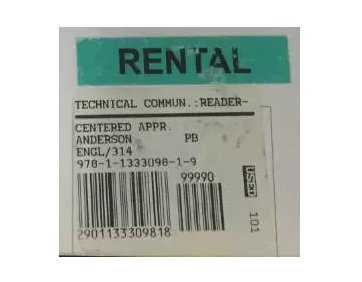 RENTAL
TECHNICAL COMMUN.:READER-
CENTERED APPR.
ANDERSON PB
ENGL/314
978-1-1333098-1-9
99990
USED
101
2901133309818